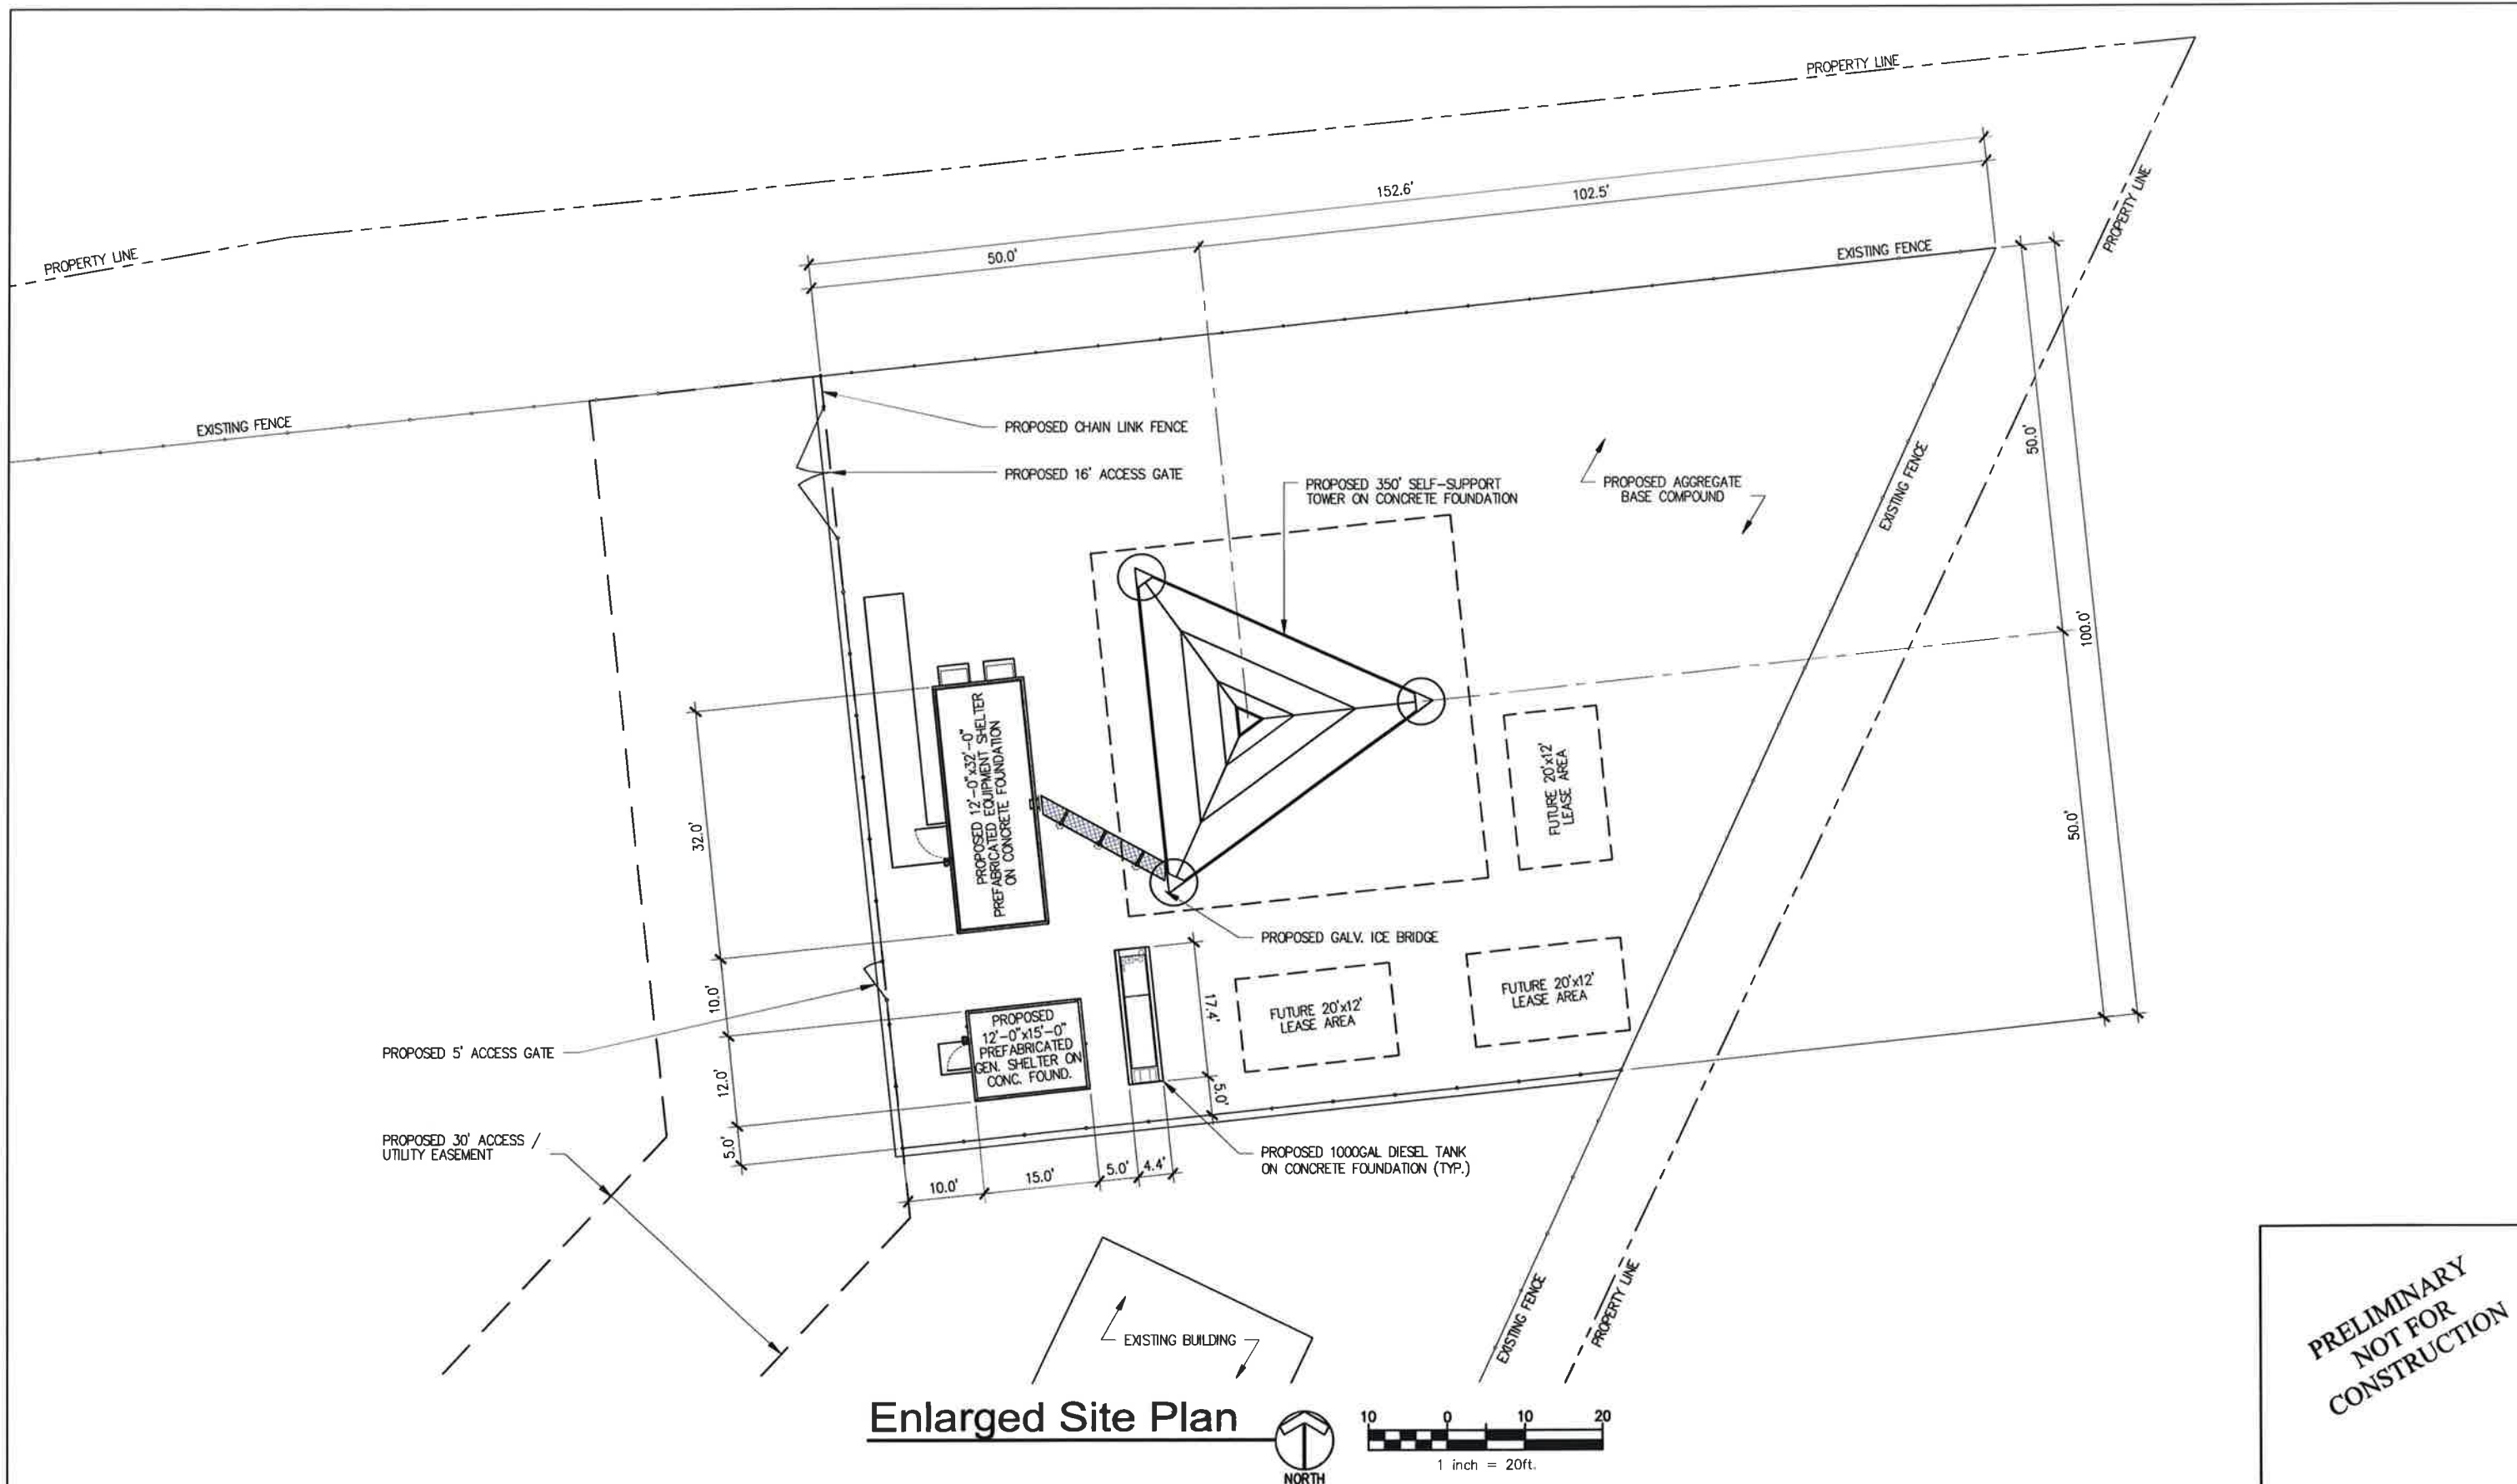 PROPERTY LINE
PROPERTY LINE
PROPERTY LINE
152.6'
102.5'
50.0'
EXISTING FENCE
EXISTING FENCE
PROPOSED CHAIN LINK FENCE
PROPOSED 16' ACCESS GATE
PROPOSED 350' SELF-SUPPORT
TOWER ON CONCRETE FOUNDATION
PROPOSED AGGREGATE
BASE COMPOUND
EXISTING FENCE
50.0'
100.0'
50.0'
PROPOSED 12'-0"x32'-0"
PREFABRICATED EQUIPMENT SHELTER
ON CONCRETE FOUNDATION
FUTURE 20'x12'
LEASE AREA
32.0'
PROPOSED GALV. ICE BRIDGE
10.0'
17.4'
FUTURE 20'x12'
LEASE AREA
FUTURE 20'x12'
LEASE AREA
PROPOSED
12'-0"x15'-0"
PREFABRICATED
GEN. SHELTER ON
CONC. FOUND.
PROPOSED 5' ACCESS GATE
12.0'
5.0'
PROPOSED 30' ACCESS /
UTILITY EASEMENT
5.0'
PROPOSED 1000GAL DIESEL TANK
ON CONCRETE FOUNDATION (TYP.)
10.0'
15.0'
5.0'
4.4'
EXISTING BUILDING
EXISTING FENCE
PROPERTY LINE
PRELIMINARY
NOT FOR
CONSTRUCTION
Enlarged Site Plan
NORTH
10 0 10 20
1 inch = 20ft.